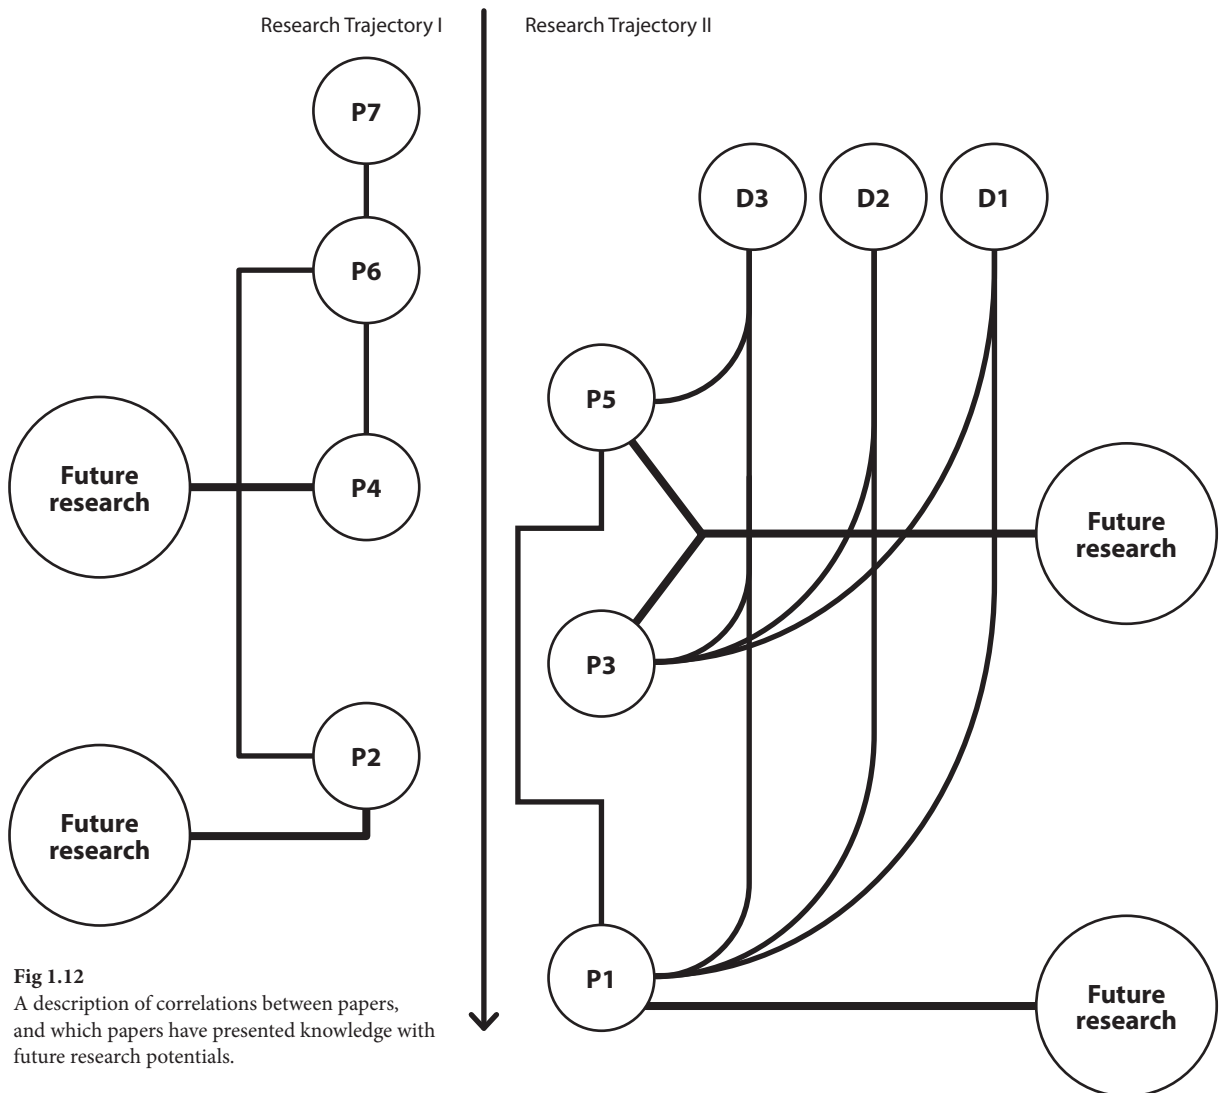 Research Trajectory I
Research Trajectory II
P7
D3
D2
D1
P6
P5
Future
research
P4
Future
research
P3
P2
Future
research
P1
Future
research
Fig 1.12
A description of correlations between papers,
and which papers have presented knowledge with
future research potentials.